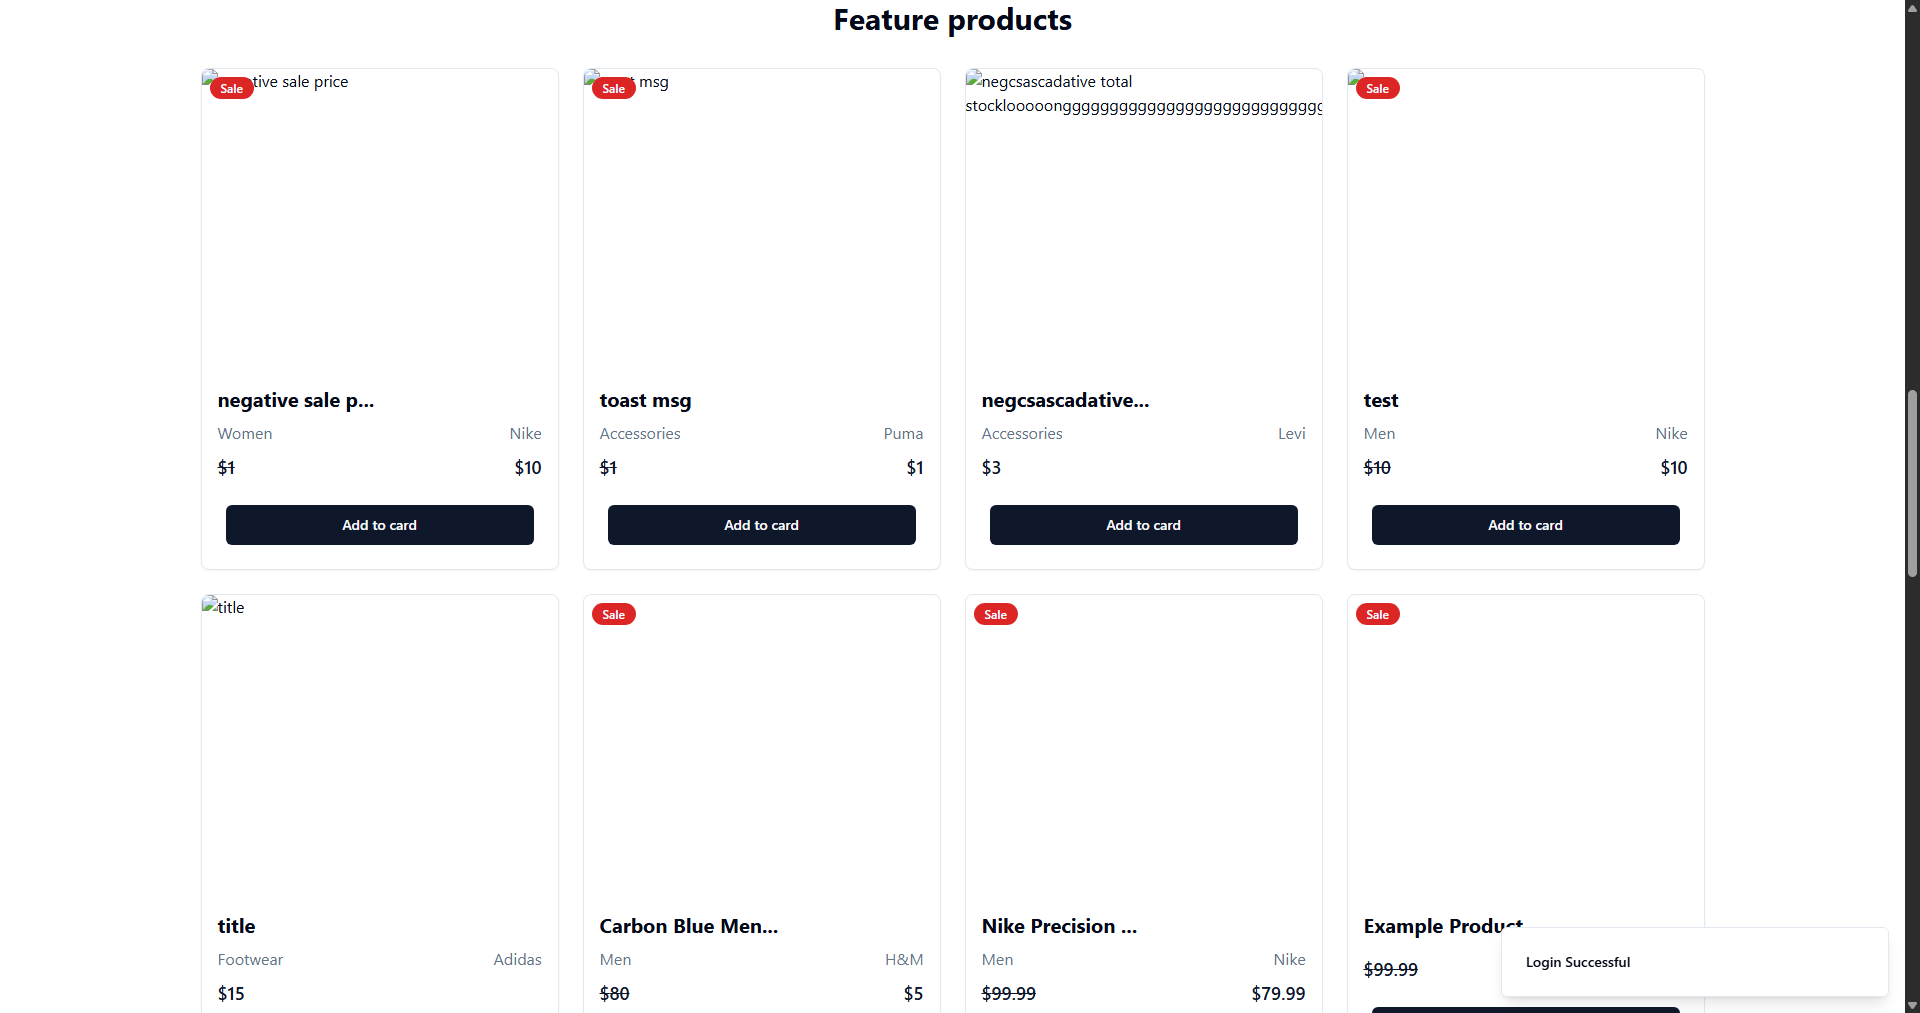 Feature products
Sale
tive sale price
Sale
t msg
negcsascadative total
stocklooooongggggggggggggggggggggggggggg
Sale
negative sale p...
toast msg
negcsascadative...
test
Women Nike
Accessories Puma
Accessories Levi
Men Nike
$1 $10
$1 $1
$3
$10 $10
Add to card
Add to card
Add to card
Add to card
title
Sale
Sale
Sale
title
Carbon Blue Men...
Nike Precision ...
Example Product
Footwear Adidas
Men H&M
Men Nike
$99.99
$15
$80 $5
$99.99 $79.99
Login Successful